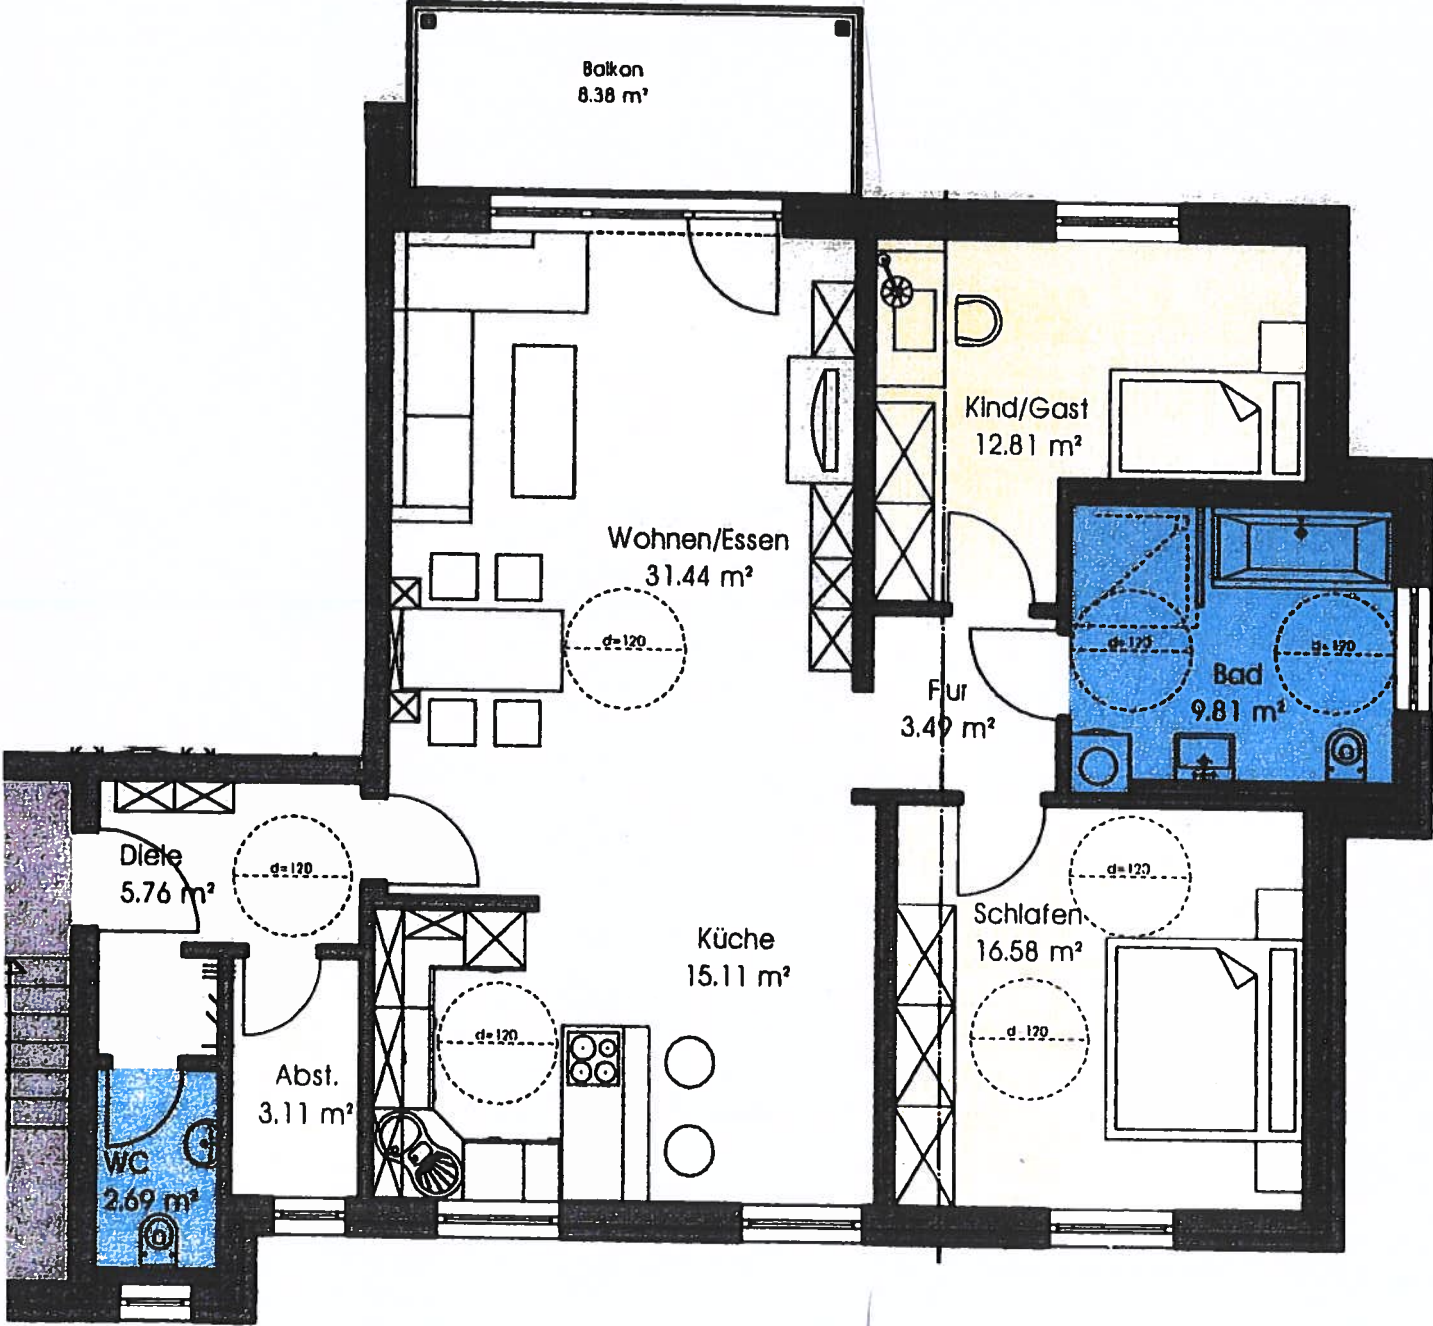 Balkon
8.38 m²
Kind/Gast
12.81 m²
Wohnen/Essen
31.44 m²
d=120
d=120
d=120
Bad
9.81 m²
Flur
3.49 m²
Diele
5.76 m²
d=120
d=120
Schlafen
16.58 m²
Küche
15.11 m²
d=120
d=120
Abst.
3.11 m²
WC
2.69 m²